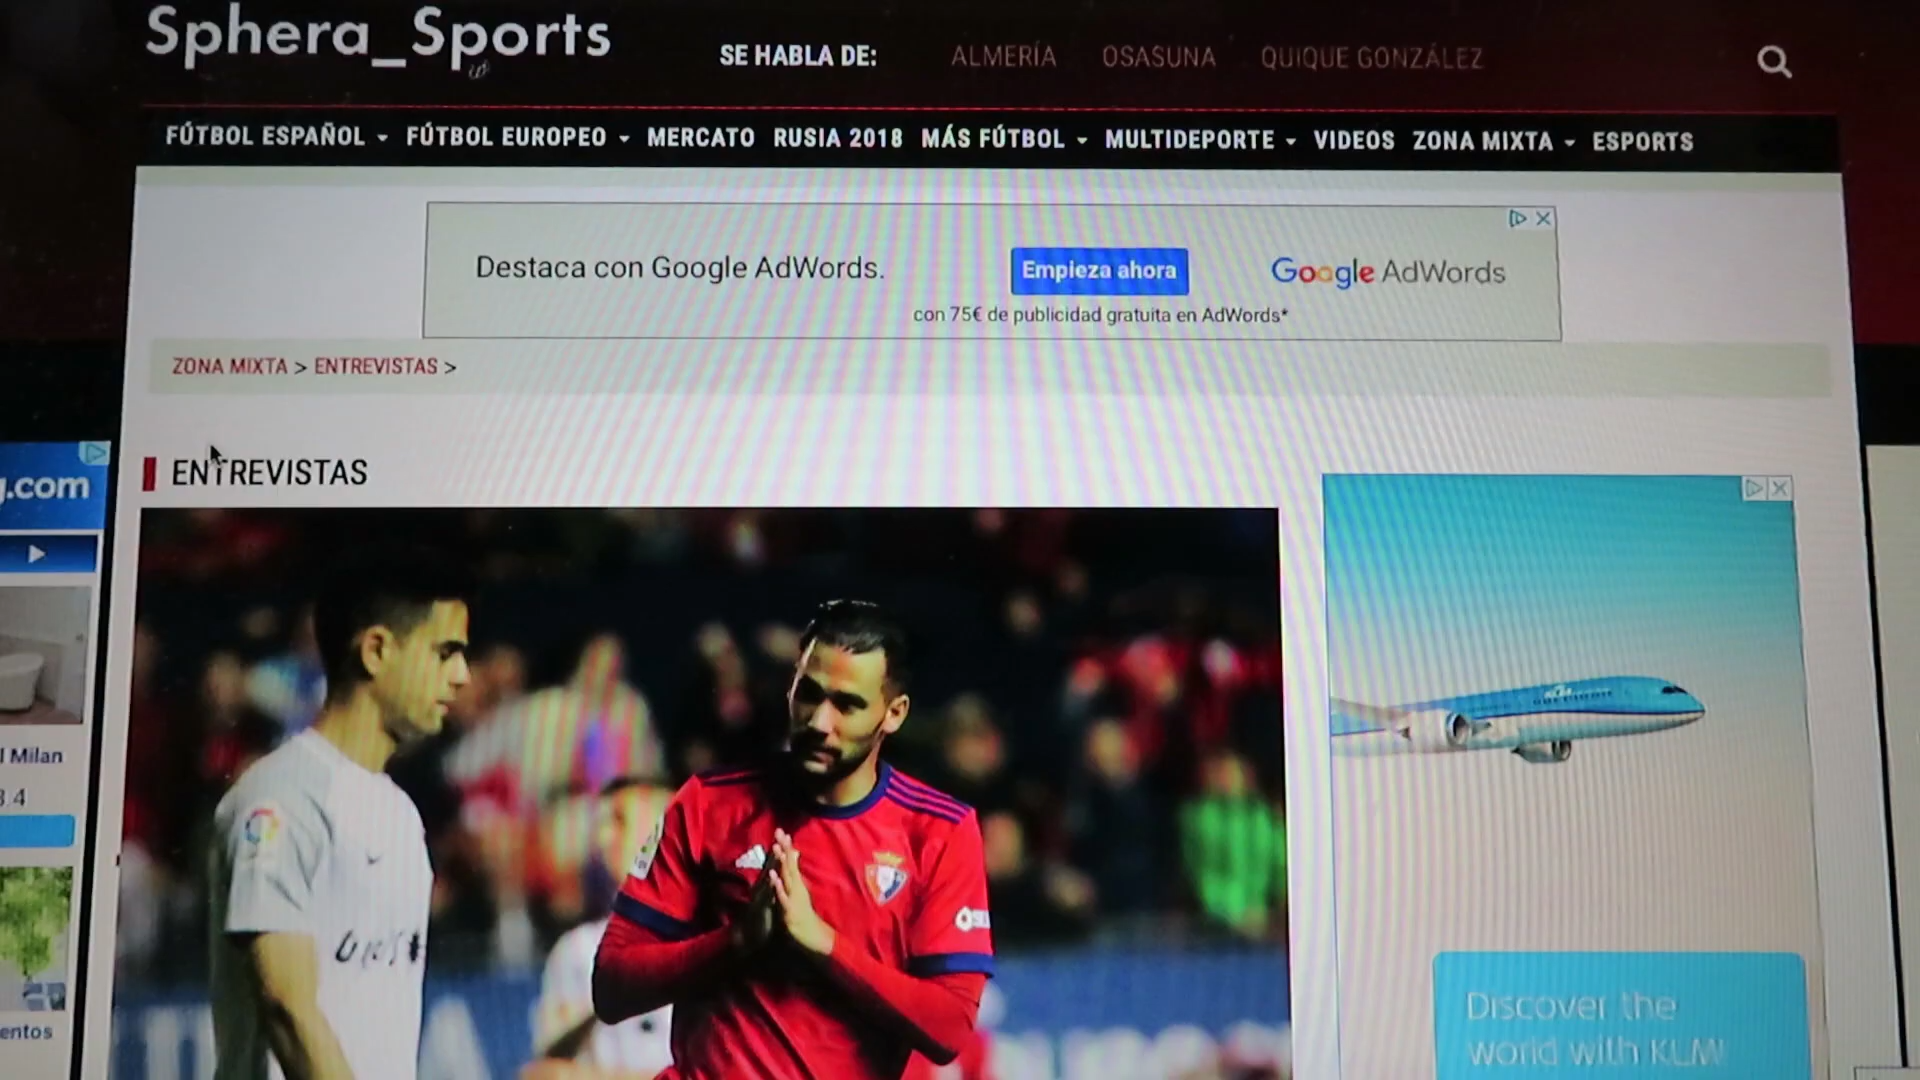 Sphera_Sports
SE HABLA DE: ALMERÍA OSASUNA QUIQUE GONZÁLEZ
FÚTBOL ESPAÑOL FÚTBOL EUROPEO MERCATO RUSIA 2018 MÁS FÚTBOL MULTIDEPORTE VIDEOS ZONA MIXTA ESPORTS
Destaca con Google AdWords.
Empieza ahora
Google AdWords
con 75€ de publicidad gratuita en AdWords*
ZONA MIXTA > ENTREVISTAS >
.com
ENTREVISTAS
Milan
Discover the
world with KLM